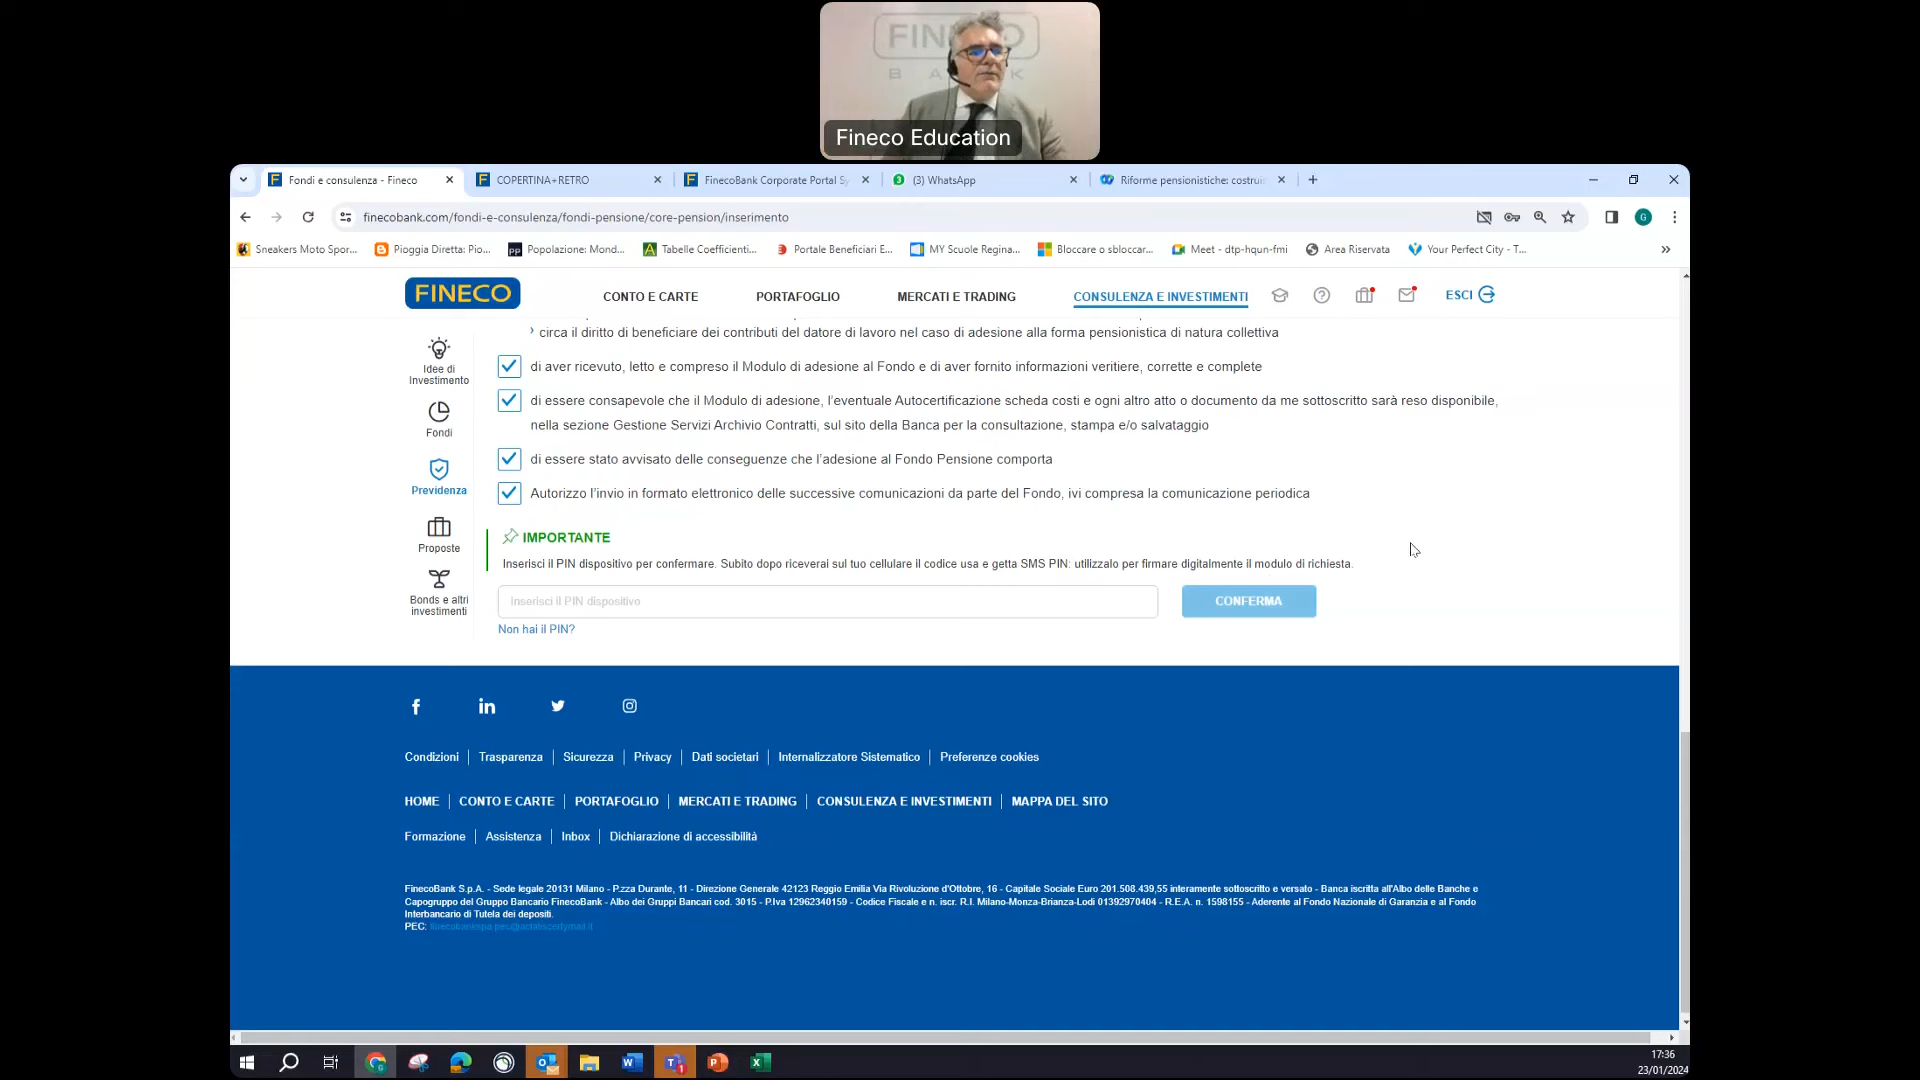 FINECO
BANK
Fineco Education
Fondi e consulenza - Fineco
COPERTINA+RETRO
FinecoBank Corporate Portal Sy
(3) WhatsApp
Riforme pensionistiche: costruir
finecobank.com/fondi-e-consulenza/fondi-pensione/core-pension/inserimento
G
Sneakers Moto Spor...
Pioggia Diretta: Pio...
Popolazione: Mond...
Tabelle Coefficienti...
Portale Beneficiari E...
MY Scuole Regina...
Bloccare o sbloccar...
Meet - dtp-hqun-fmi
Area Riservata
Your Perfect City - T...
»
FINECO
CONTO E CARTE
PORTAFOGLIO
MERCATI E TRADING
CONSULENZA E INVESTIMENTI
ESCI
Idee di
Investimento
Fondi
Previdenza
Proposte
Bonds e altri
investimenti
› circa il diritto di beneficiare dei contributi del datore di lavoro nel caso di adesione alla forma pensionistica di natura collettiva
di aver ricevuto, letto e compreso il Modulo di adesione al Fondo e di aver fornito informazioni veritiere, corrette e complete
di essere consapevole che il Modulo di adesione, l'eventuale Autocertificazione scheda costi e ogni altro atto o documento da me sottoscritto sarà reso disponibile,
nella sezione Gestione Servizi Archivio Contratti, sul sito della Banca per la consultazione, stampa e/o salvataggio
di essere stato avvisato delle conseguenze che l'adesione al Fondo Pensione comporta
Autorizzo l'invio in formato elettronico delle successive comunicazioni da parte del Fondo, ivi compresa la comunicazione periodica
IMPORTANTE
Inserisci il PIN dispositivo per confermare. Subito dopo riceverai sul tuo cellulare il codice usa e getta SMS PIN: utilizzalo per firmare digitalmente il modulo di richiesta.
Inserisci il PIN dispositivo
CONFERMA
Non hai il PIN?
Condizioni | Trasparenza | Sicurezza | Privacy | Dati societari | Internalizzatore Sistematico | Preferenze cookies
HOME | CONTO E CARTE | PORTAFOGLIO | MERCATI E TRADING | CONSULENZA E INVESTIMENTI | MAPPA DEL SITO
Formazione | Assistenza | Inbox | Dichiarazione di accessibilità
FinecoBank S.p.A. - Sede legale 20131 Milano - P.zza Durante, 11 - Direzione Generale 42123 Reggio Emilia Via Rivoluzione d'Ottobre, 16 - Capitale Sociale Euro 201.508.439,55 interamente sottoscritto e versato - Banca iscritta all'Albo delle Banche e
Capogruppo del Gruppo Bancario FinecoBank - Albo dei Gruppi Bancari cod. 3015 - P.Iva 12962340159 - Codice Fiscale e n. iscr. R.I. Milano-Monza-Brianza-Lodi 01392970404 - R.E.A. n. 1598155 - Aderente al Fondo Nazionale di Garanzia e al Fondo
Interbancario di Tutela dei depositi.
PEC: finecobankspa.pec@actaliscertymail.it
17:36
23/01/2024